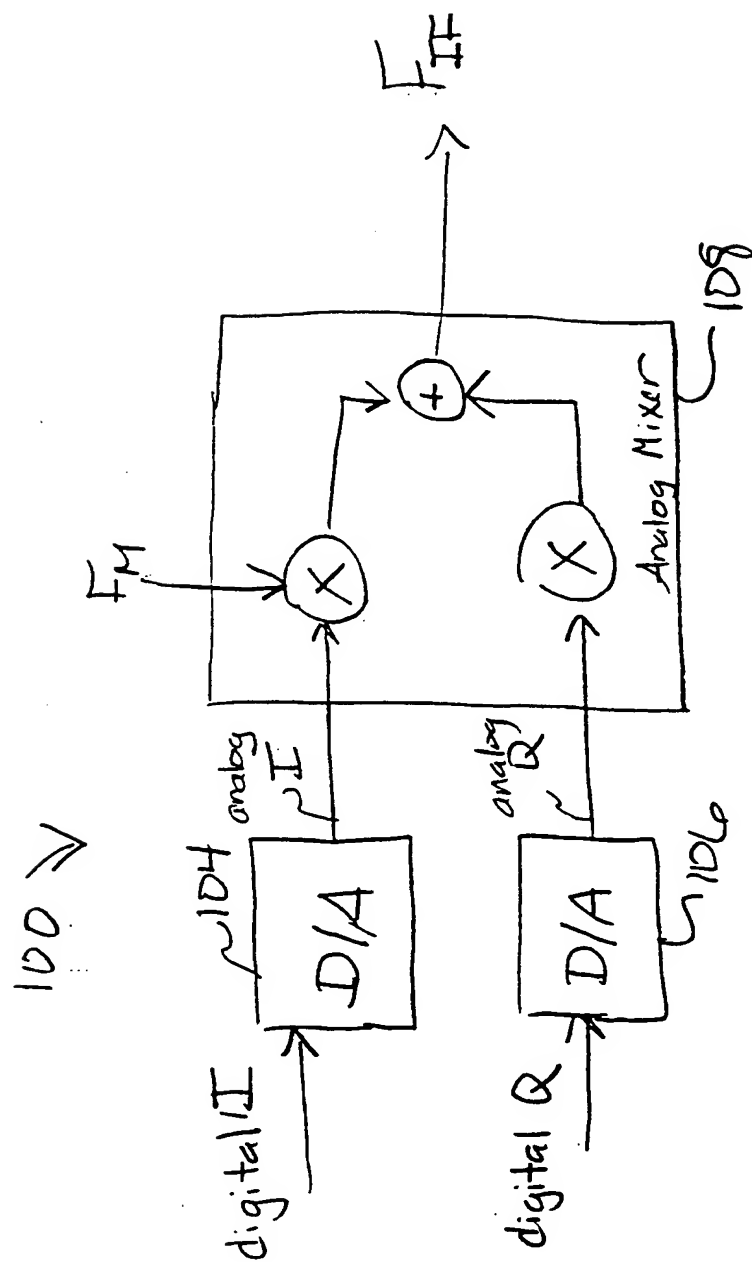 100
digital I
104
D/A
analog
I
F_M
X
+
F_IF
digital Q
D/A
106
analog
Q
X
Analog Mixer
108